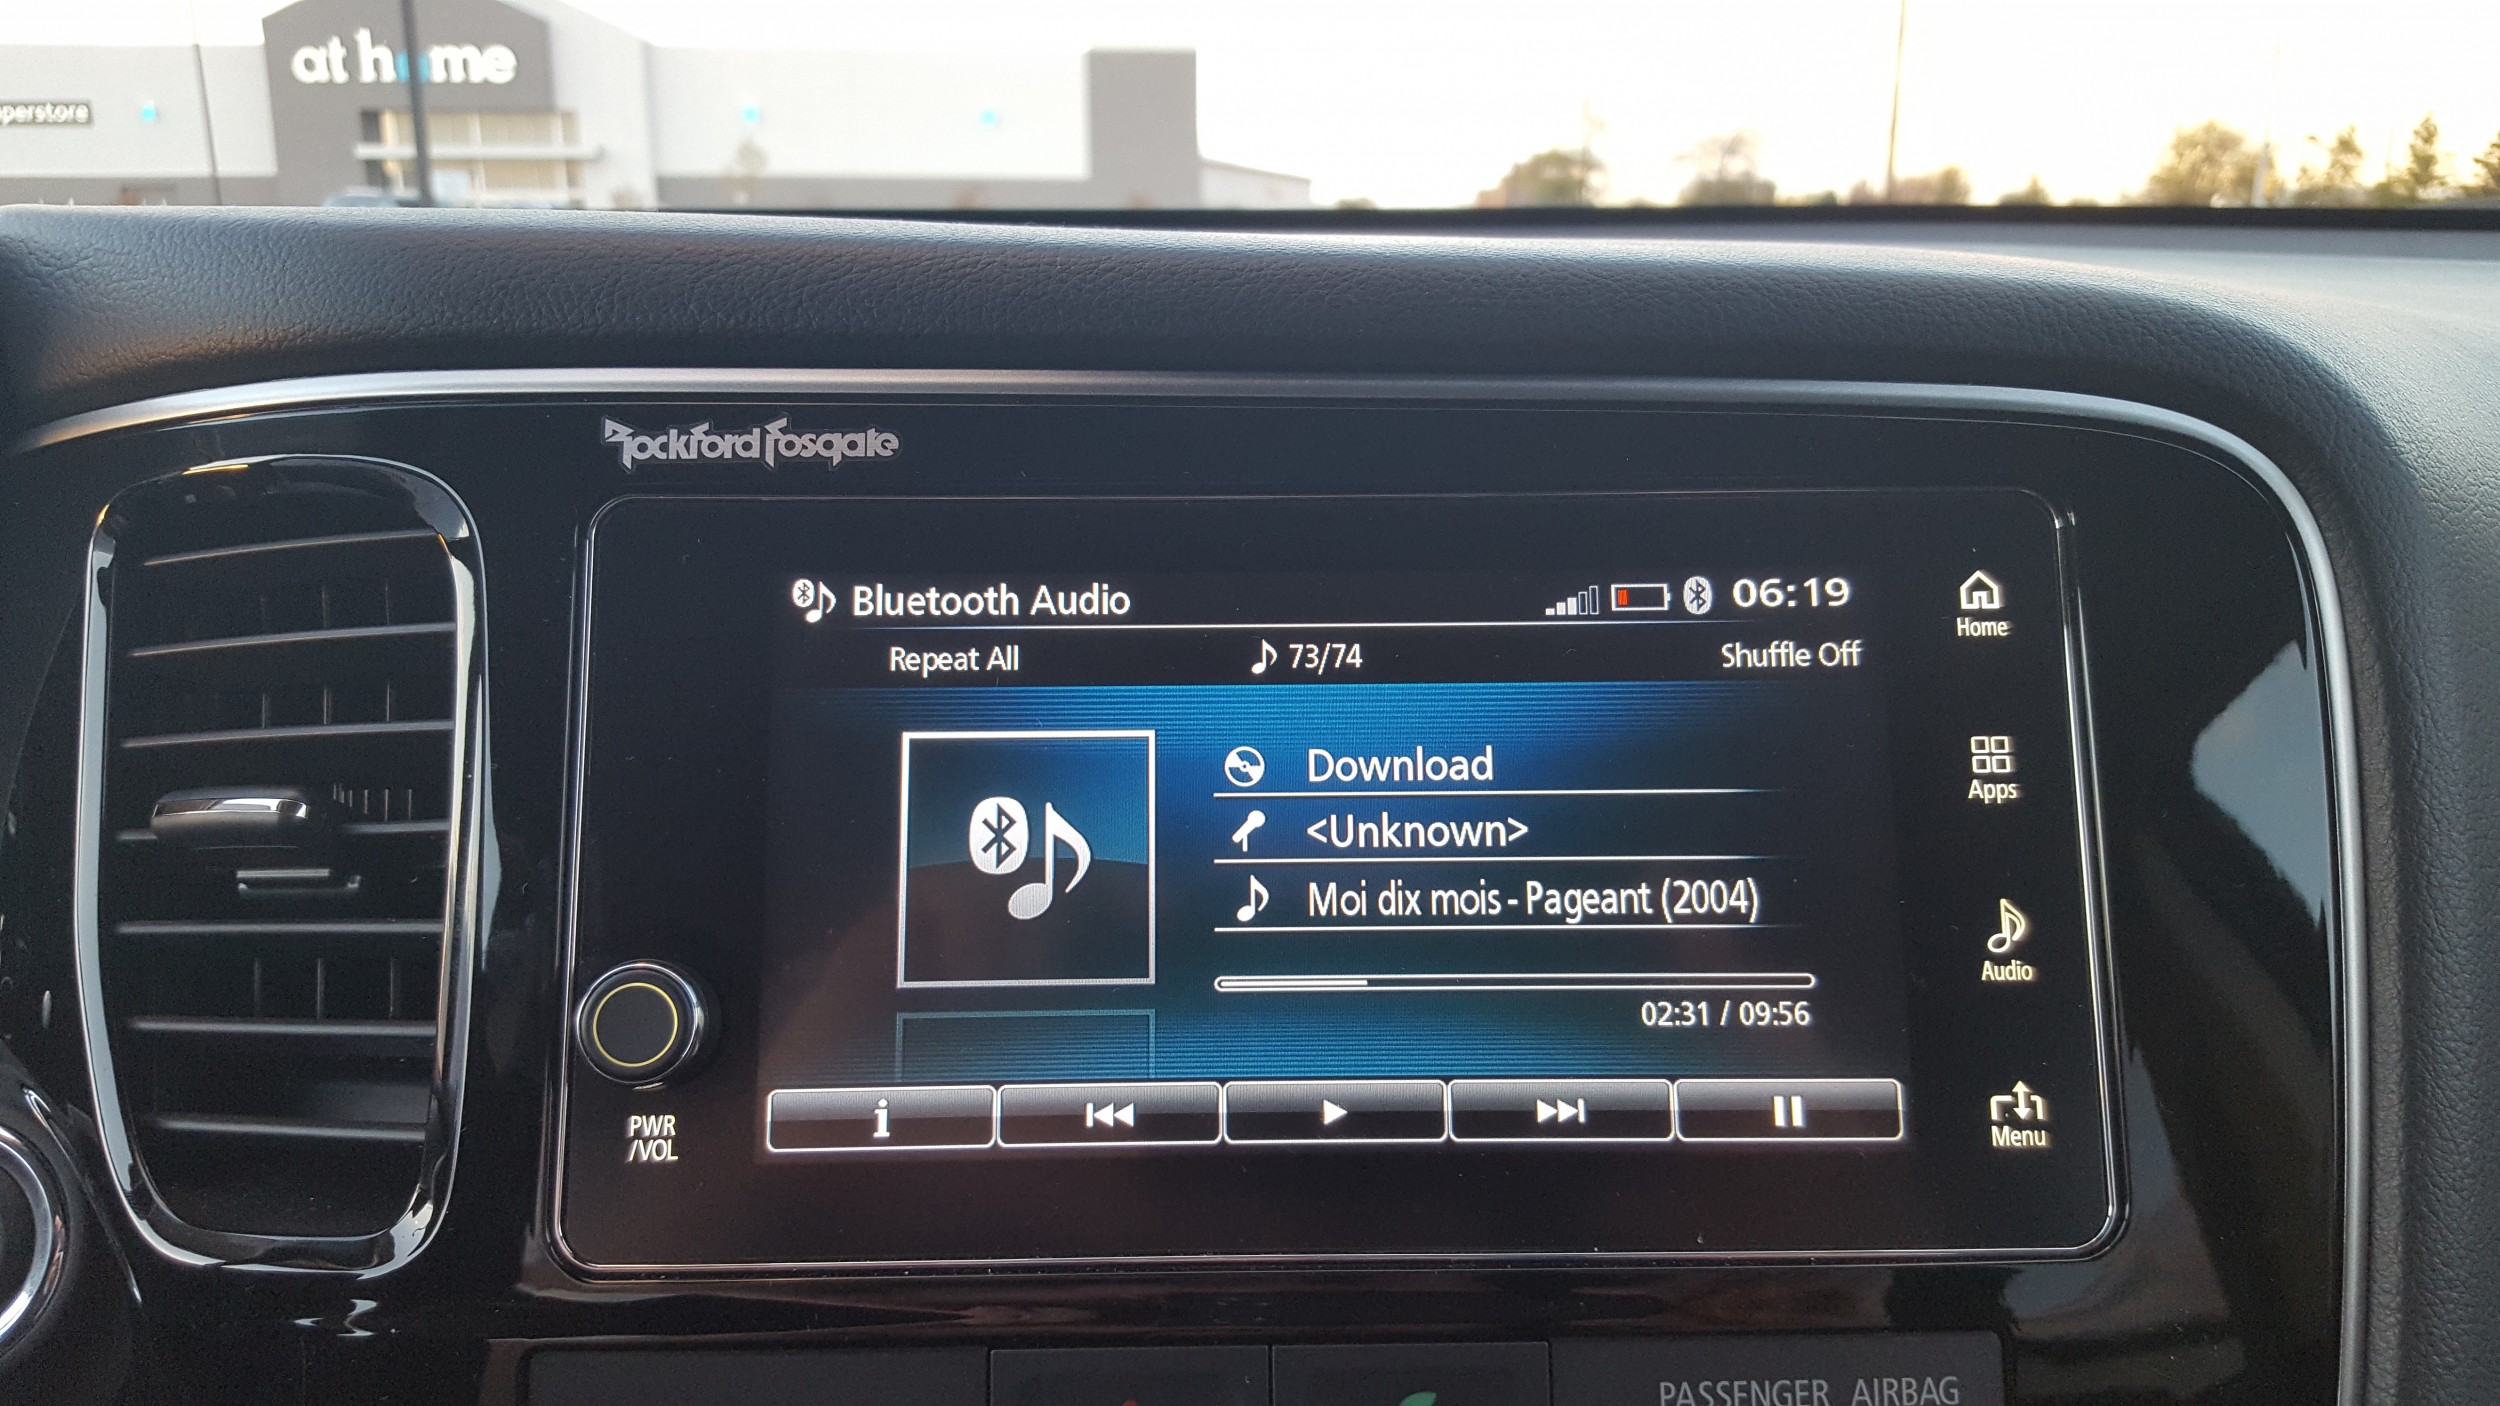 at home
perstore
Rockford Fosgate
Bluetooth Audio
06:19
Home
Repeat All
73/74
Shuffle Off
Download
Apps
<Unknown>
Moi dix mois - Pageant (2004)
Audio
02:31 / 09:56
i
PWR
/VOL
Menu
PASSENGER AIRBAG